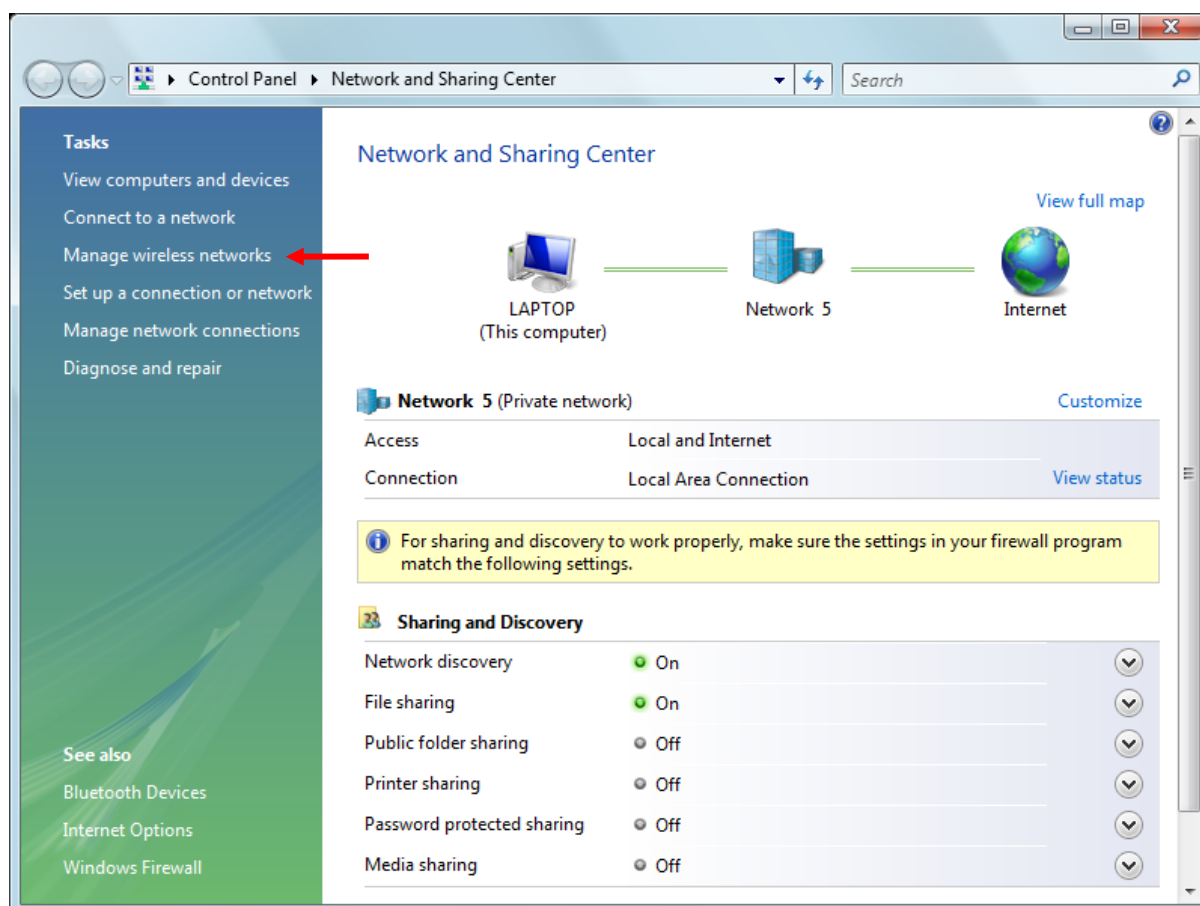 Control Panel Network and Sharing Center
Search
Tasks
View computers and devices
Connect to a network
Manage wireless networks
Set up a connection or network
Manage network connections
Diagnose and repair
See also
Bluetooth Devices
Internet Options
Windows Firewall
Network and Sharing Center
View full map
LAPTOP
(This computer)
Network 5
Internet
Network 5 (Private network) Customize
Access Local and Internet
Connection Local Area Connection View status
For sharing and discovery to work properly, make sure the settings in your firewall program
match the following settings.
Sharing and Discovery
Network discovery On
File sharing On
Public folder sharing Off
Printer sharing Off
Password protected sharing Off
Media sharing Off